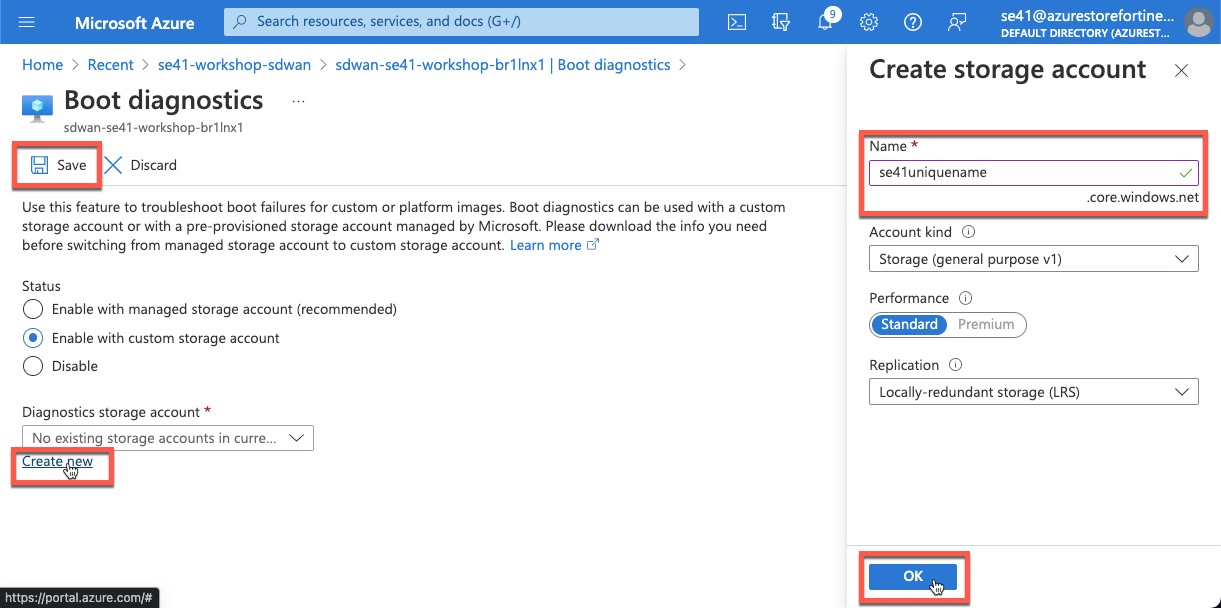 Microsoft Azure
Search resources, services, and docs (G+/)
9
se41@azurestorefortine...
DEFAULT DIRECTORY (AZUREST...
Home > Recent > se41-workshop-sdwan > sdwan-se41-workshop-br1lnx1 | Boot diagnostics >
Boot diagnostics ...
sdwan-se41-workshop-br1lnx1
Save
Discard
Use this feature to troubleshoot boot failures for custom or platform images. Boot diagnostics can be used with a custom
storage account or with a pre-provisioned storage account managed by Microsoft. Please download the info you need
before switching from managed storage account to custom storage account. Learn more
Status
Enable with managed storage account (recommended)
Enable with custom storage account
Disable
Diagnostics storage account *
No existing storage accounts in curre...
Create new
https://portal.azure.com/#
Create storage account
Name *
se41uniquename
.core.windows.net
Account kind
Storage (general purpose v1)
Performance
Standard Premium
Replication
Locally-redundant storage (LRS)
OK